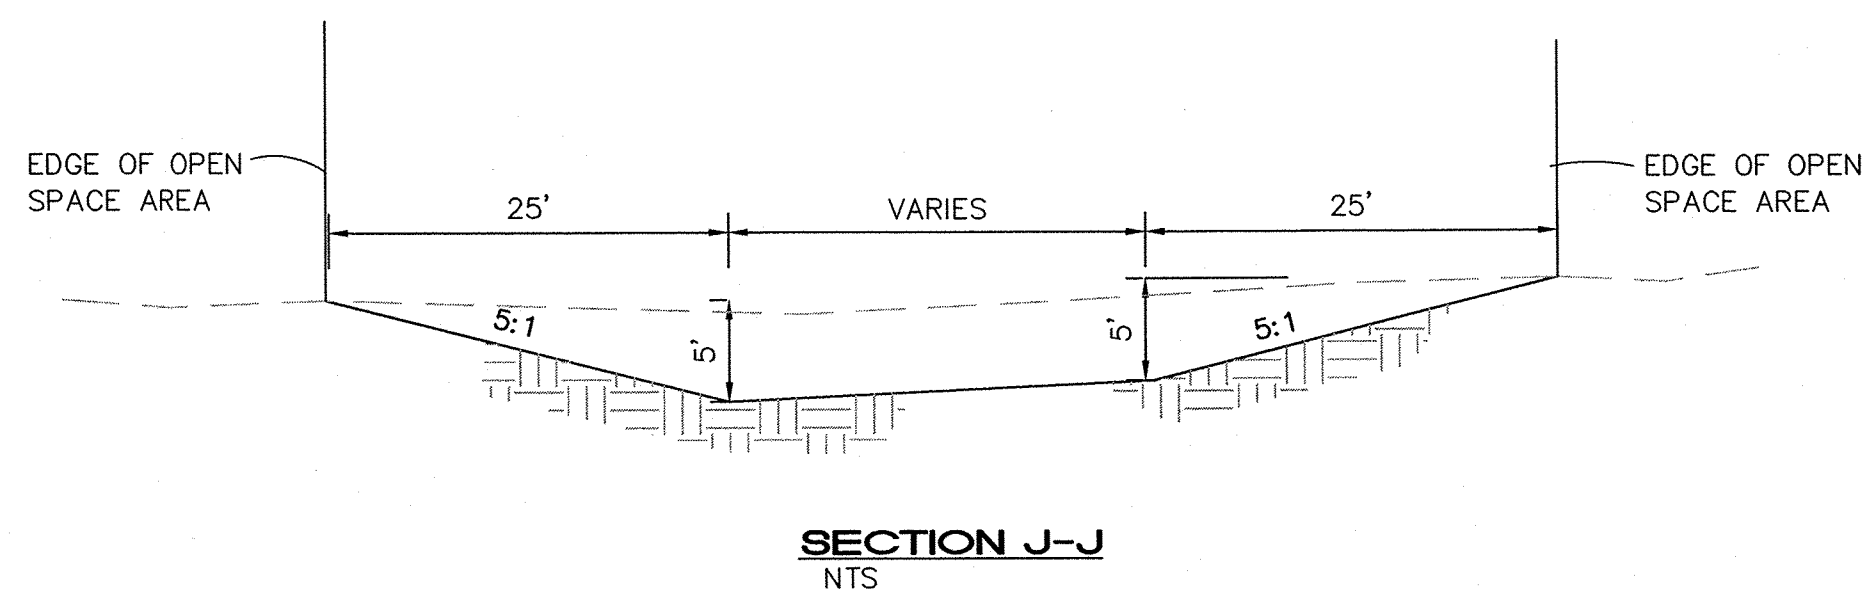 EDGE OF OPEN
SPACE AREA
25'
VARIES
25'
EDGE OF OPEN
SPACE AREA
5:1
5'
5'
5:1
SECTION J-J
NTS